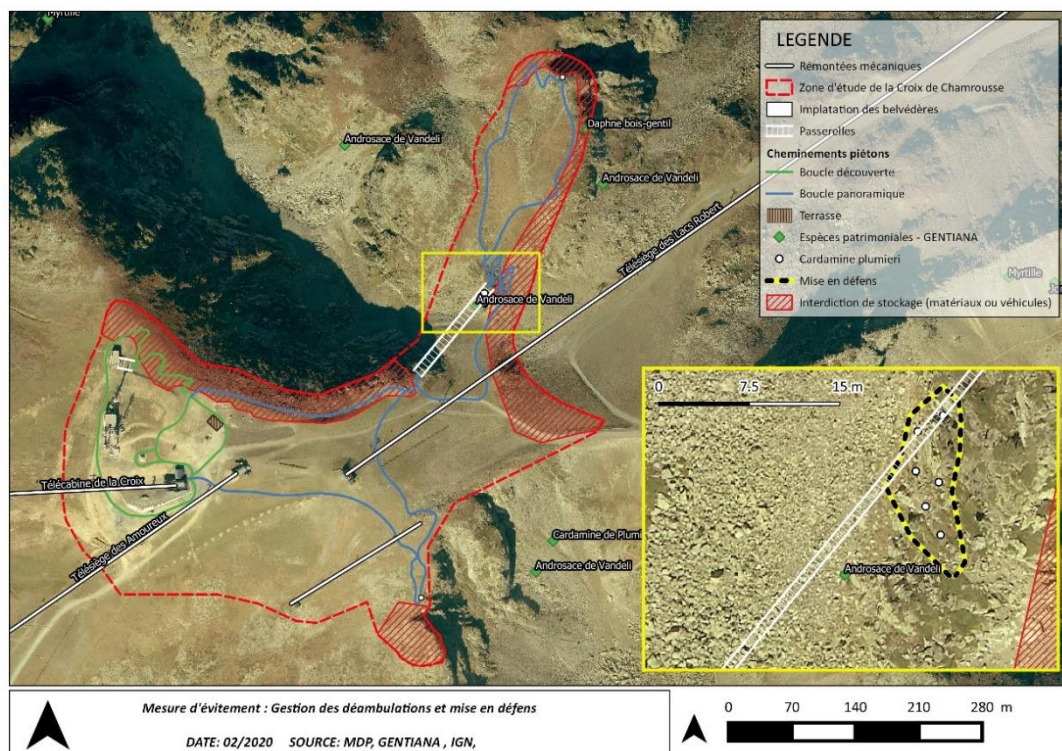 Myrtille
LEGENDE
Rémontées mécaniques
Zone d'étude de la Croix de Chamrousse
Implatation des belvédères
Passerelles
Cheminements piétons
Boucle découverte
Boucle panoramique
Terrasse
Espèces patrimoniales - GENTIANA
Cardamine plumieri
Mise en défens
Interdiction de stockage (matériaux ou véhicules)
Daphne bois-gentil
Androsace de Vandeli
Androsace de Vandeli
Télésiège des Lacs Robert
Myrtille
Androsace de Vandeli
0 7.5 15 m
Androsace de Vandeli
Télécabine de la Croix
Télésiège des Amoureux
Cardamine de Plumi
Androsace de Vandeli
Mesure d'évitement : Gestion des déambulations et mise en défens
DATE: 02/2020 SOURCE: MDP, GENTIANA , IGN,
0 70 140 210 280 m